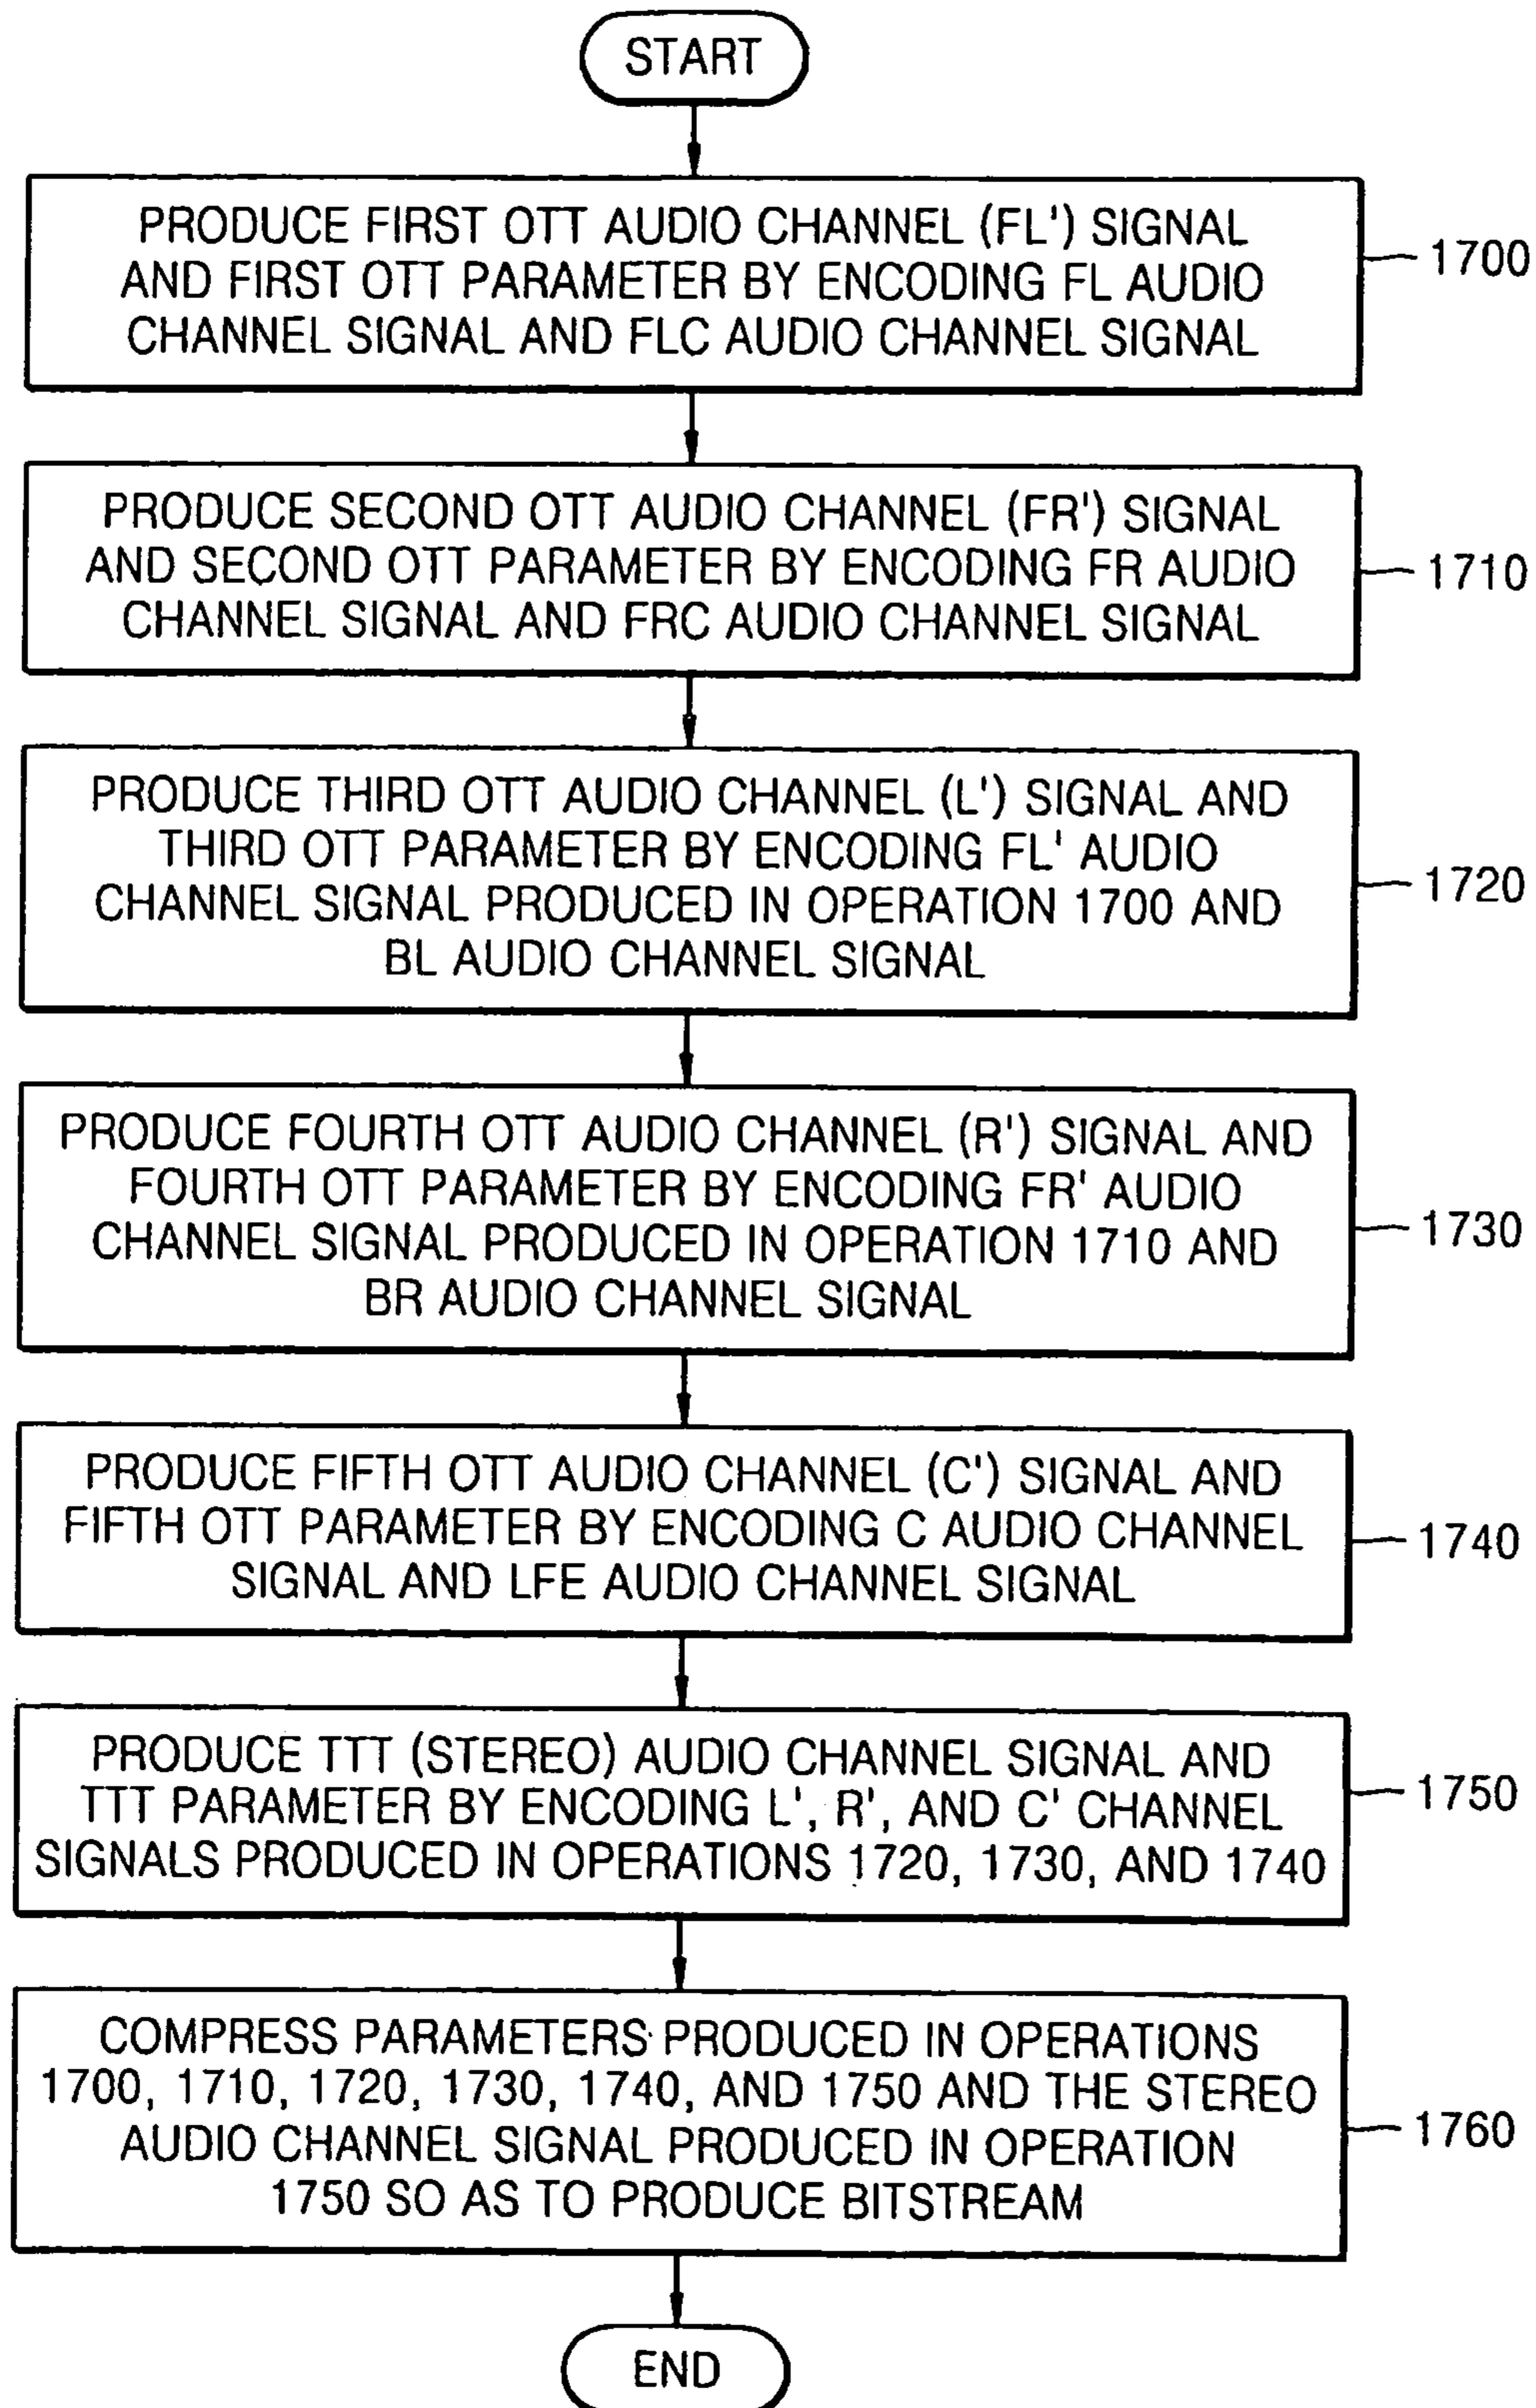 START
PRODUCE FIRST OTT AUDIO CHANNEL (FL') SIGNAL
AND FIRST OTT PARAMETER BY ENCODING FL AUDIO
CHANNEL SIGNAL AND FLC AUDIO CHANNEL SIGNAL
1700
PRODUCE SECOND OTT AUDIO CHANNEL (FR') SIGNAL
AND SECOND OTT PARAMETER BY ENCODING FR AUDIO
CHANNEL SIGNAL AND FRC AUDIO CHANNEL SIGNAL
1710
PRODUCE THIRD OTT AUDIO CHANNEL (L') SIGNAL AND
THIRD OTT PARAMETER BY ENCODING FL' AUDIO
CHANNEL SIGNAL PRODUCED IN OPERATION 1700 AND
BL AUDIO CHANNEL SIGNAL
1720
PRODUCE FOURTH OTT AUDIO CHANNEL (R') SIGNAL AND
FOURTH OTT PARAMETER BY ENCODING FR' AUDIO
CHANNEL SIGNAL PRODUCED IN OPERATION 1710 AND
BR AUDIO CHANNEL SIGNAL
1730
PRODUCE FIFTH OTT AUDIO CHANNEL (C') SIGNAL AND
FIFTH OTT PARAMETER BY ENCODING C AUDIO CHANNEL
SIGNAL AND LFE AUDIO CHANNEL SIGNAL
1740
PRODUCE TTT (STEREO) AUDIO CHANNEL SIGNAL AND
TTT PARAMETER BY ENCODING L', R', AND C' CHANNEL
SIGNALS PRODUCED IN OPERATIONS 1720, 1730, AND 1740
1750
COMPRESS PARAMETERS PRODUCED IN OPERATIONS
1700, 1710, 1720, 1730, 1740, AND 1750 AND THE STEREO
AUDIO CHANNEL SIGNAL PRODUCED IN OPERATION
1750 SO AS TO PRODUCE BITSTREAM
1760
END